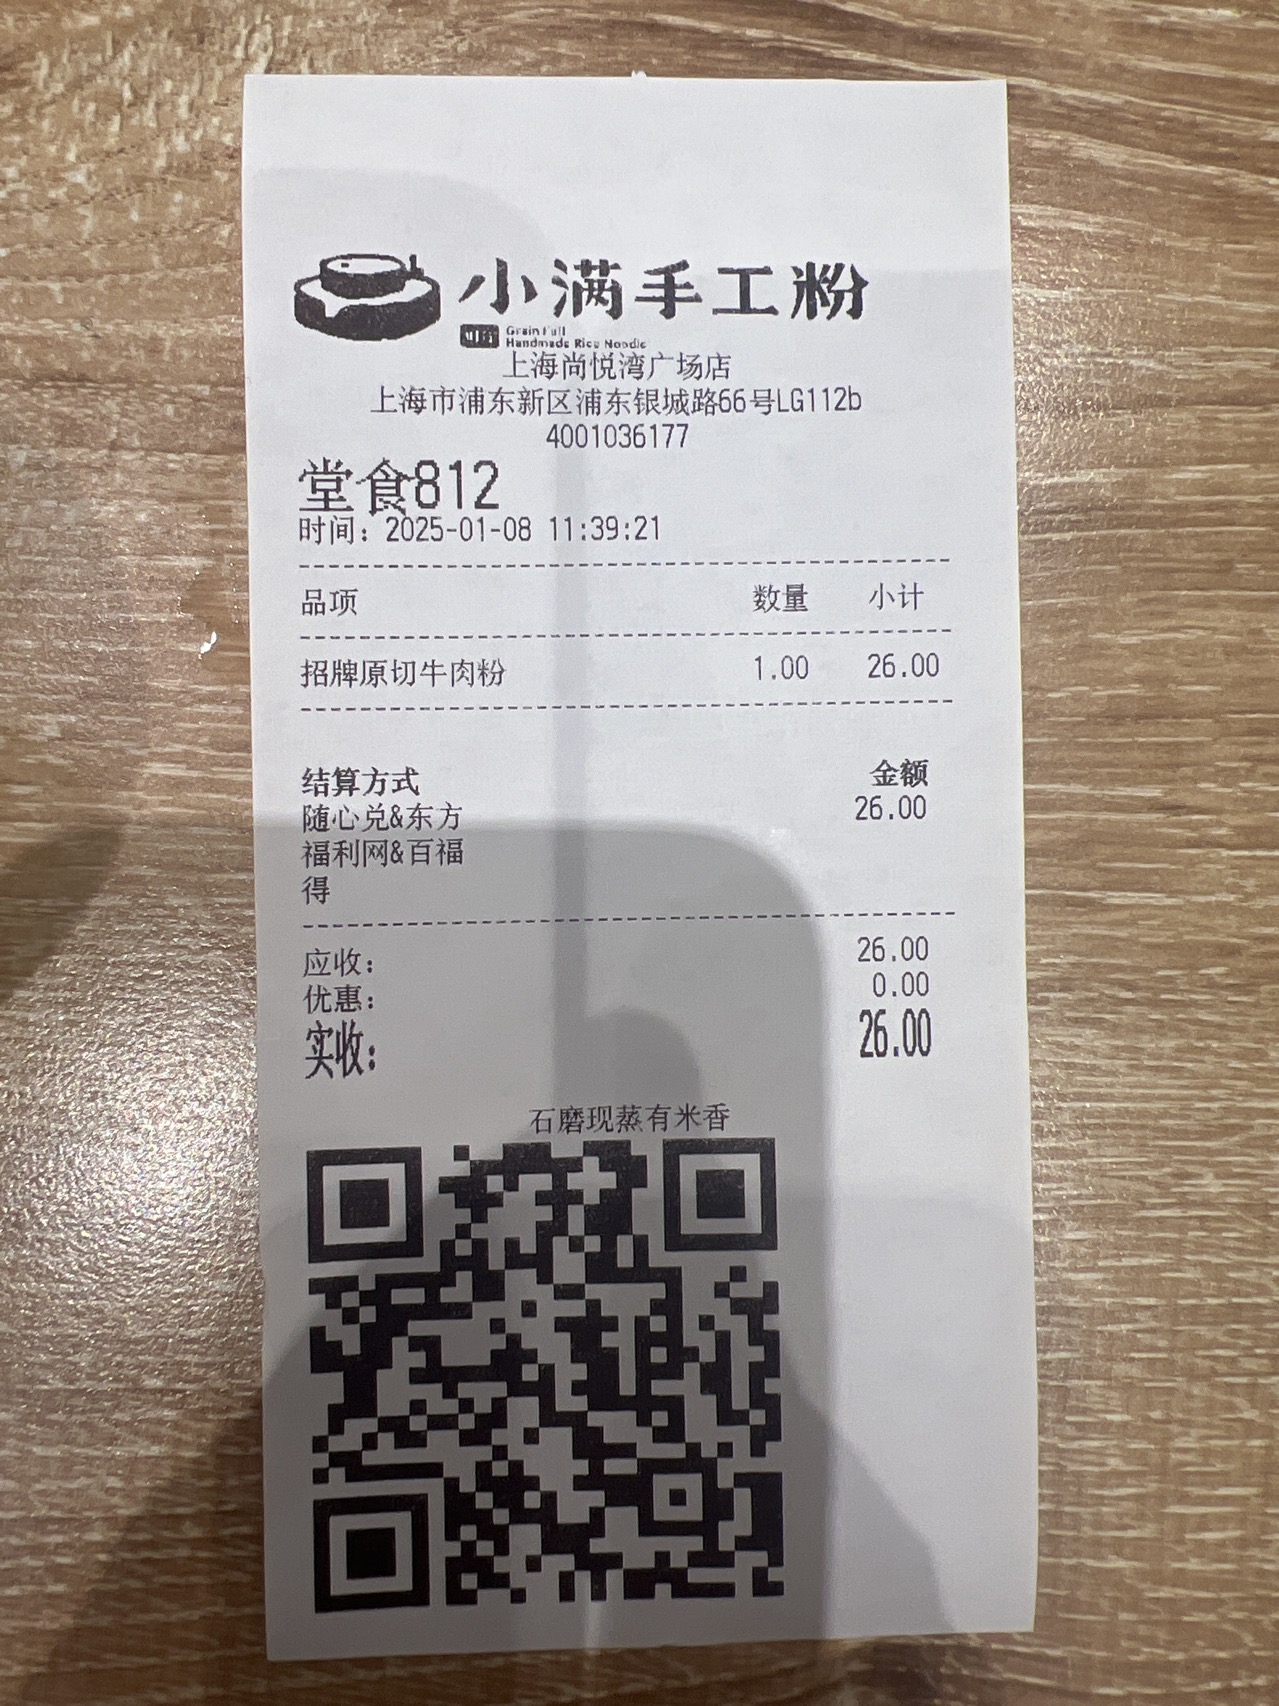 小满手工粉
Grain Full
Handmade Rice Noodle
上海尚悦湾广场店
上海市浦东新区浦东银城路66号LG112b
4001036177
堂食812
时间：2025-01-08 11:39:21
品项 数量 小计
招牌原切牛肉粉 1.00 26.00
结算方式 金额
随心兑&东方 26.00
福利网&百福
得
应收： 26.00
优惠： 0.00
实收： 26.00
石磨现蒸有米香